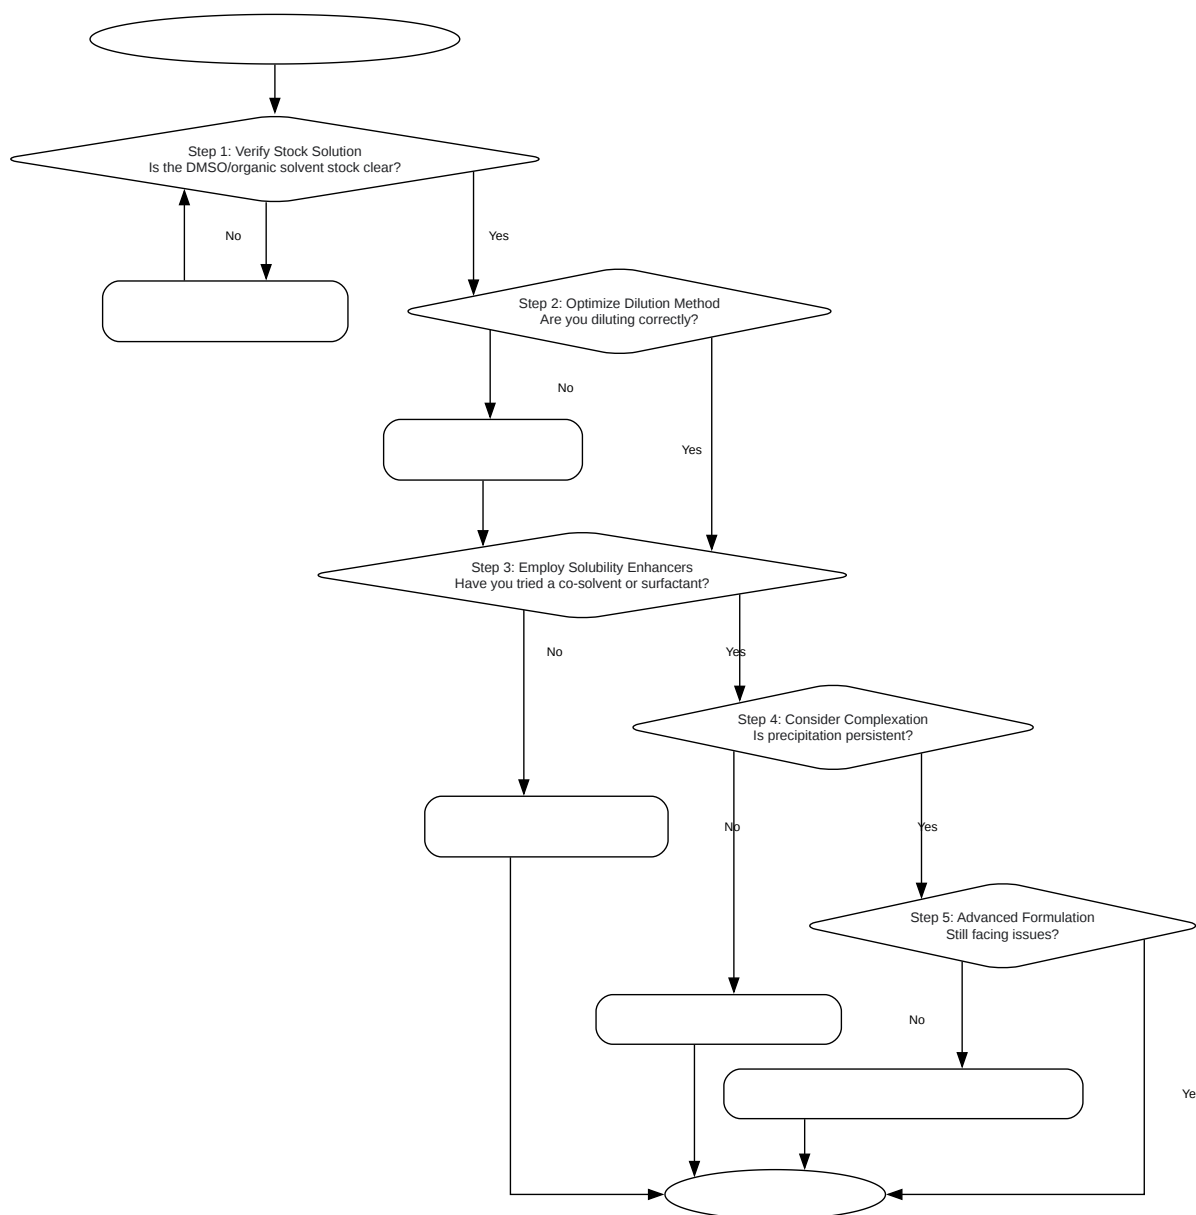 Step 1: Verify Stock Solution
Is the DMSO/organic solvent stock clear?
No
Yes
Step 2: Optimize Dilution Method
Are you diluting correctly?
No
Yes
Step 3: Employ Solubility Enhancers
Have you tried a co-solvent or surfactant?
No
Yes
Step 4: Consider Complexation
Is precipitation persistent?
No
Yes
Step 5: Advanced Formulation
Still facing issues?
No
Ye